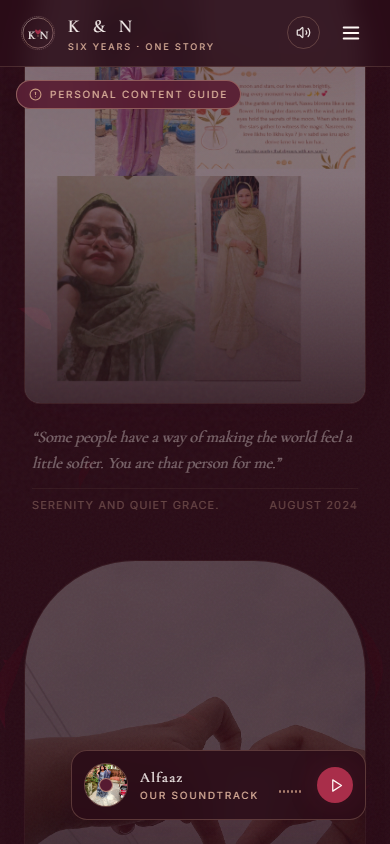 K & N
SIX YEARS · ONE STORY
K N
PERSONAL CONTENT GUIDE
“Some people have a way of making the world feel a
little softer. You are that person for me.”
SERENITY AND QUIET GRACE.
AUGUST 2024
Alfaaz
OUR SOUNDTRACK